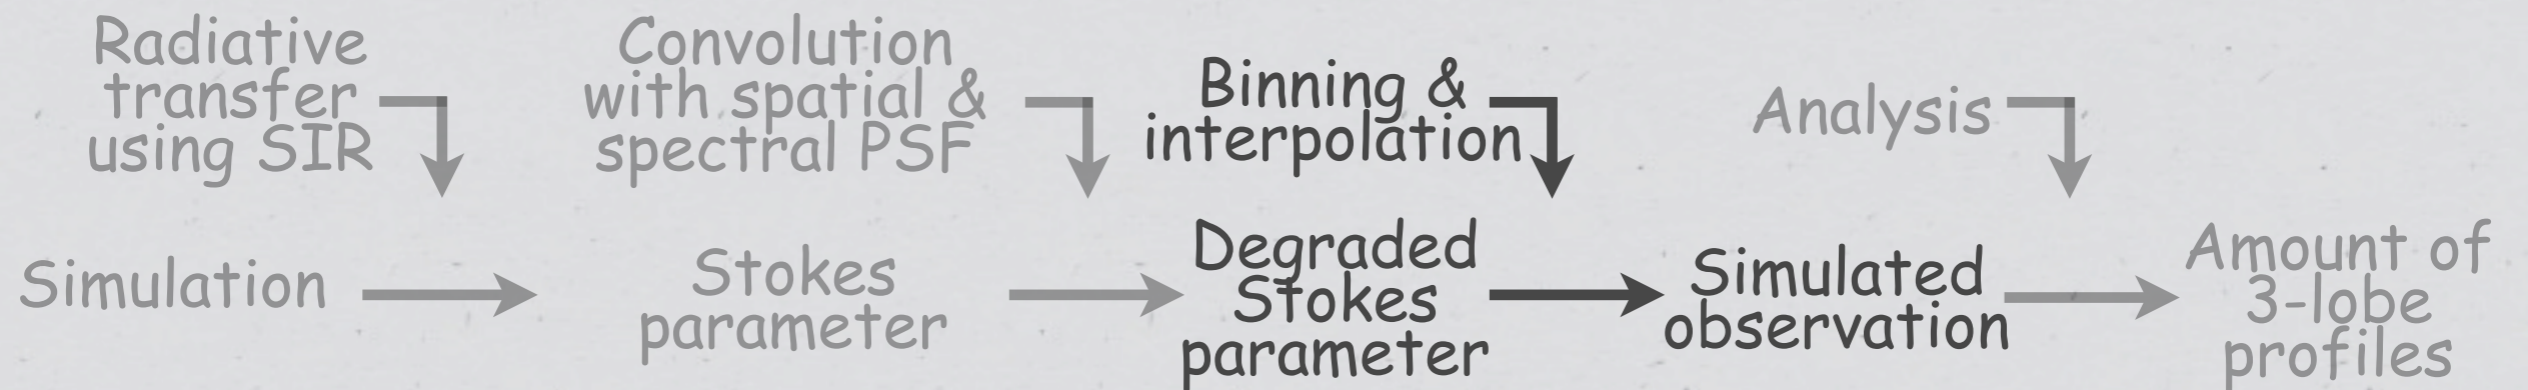 Radiative
transfer
using SIR
Convolution
with spatial &
spectral PSF
Binning &
interpolation
Analysis
Simulation
Stokes
parameter
Degraded
Stokes
parameter
Simulated
observation
Amount of
3-lobe
profiles